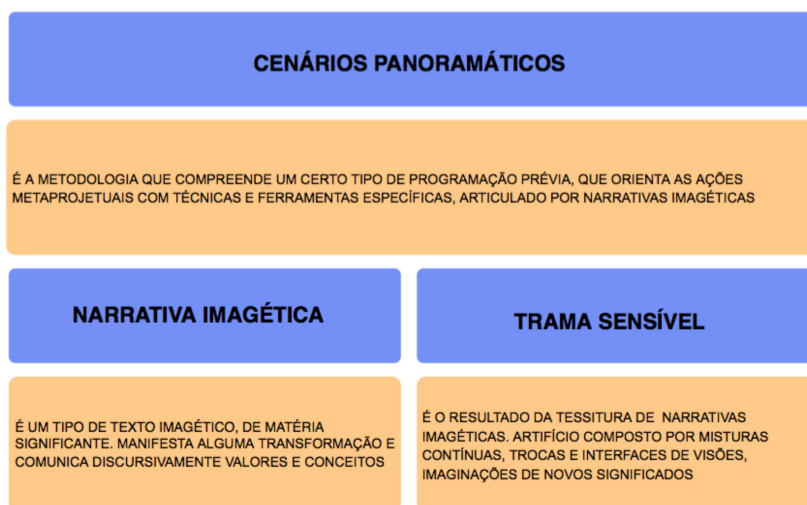 CENÁRIOS PANORAMÁTICOS
É A METODOLOGIA QUE COMPREENDE UM CERTO TIPO DE PROGRAMAÇÃO PRÉVIA, QUE ORIENTA AS AÇÕES
METAPROJETUAIS COM TÉCNICAS E FERRAMENTAS ESPECÍFICAS, ARTICULADO POR NARRATIVAS IMAGÉTICAS
NARRATIVA IMAGÉTICA
É UM TIPO DE TEXTO IMAGÉTICO, DE MATÉRIA
SIGNIFICANTE. MANIFESTA ALGUMA TRANSFORMAÇÃO E
COMUNICA DISCURSIVAMENTE VALORES E CONCEITOS
TRAMA SENSÍVEL
É O RESULTADO DA TESSITURA DE NARRATIVAS
IMAGÉTICAS. ARTIFÍCIO COMPOSTO POR MISTURAS
CONTÍNUAS, TROCAS E INTERFACES DE VISÕES,
IMAGINAÇÕES DE NOVOS SIGNIFICADOS